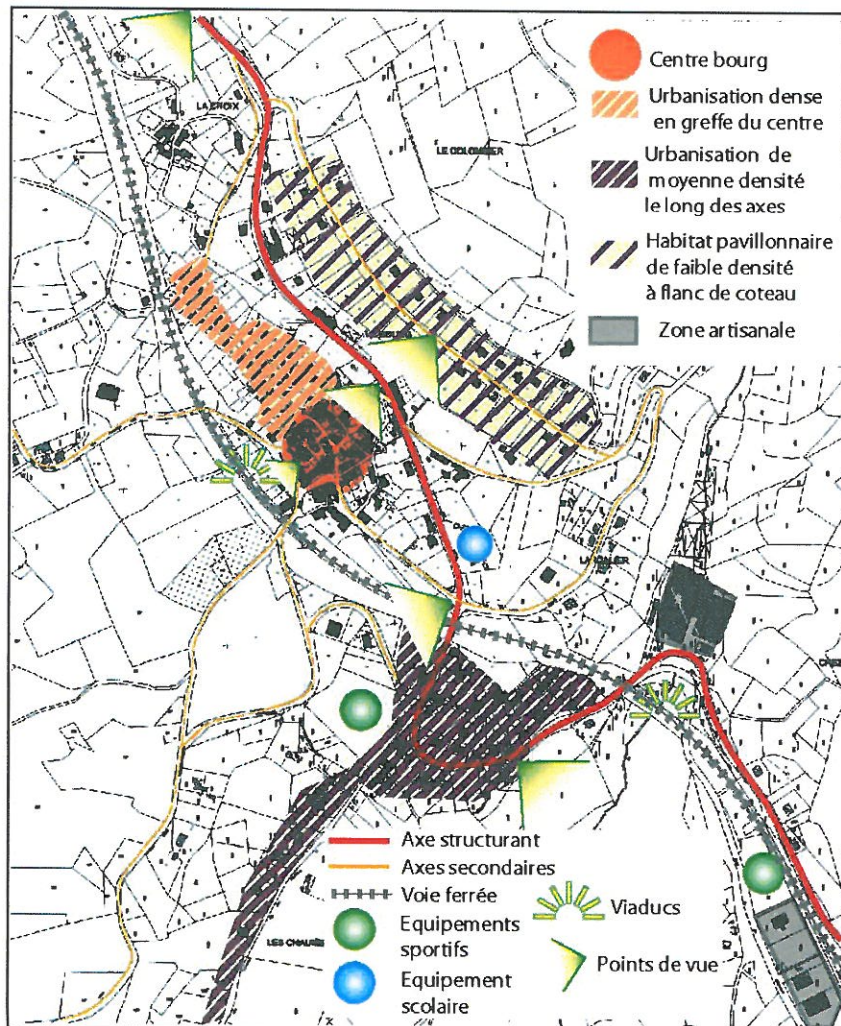 Centre bourg
Urbanisation dense
en greffe du centre
Urbanisation de
moyenne densité
le long des axes
Habitat pavillonnaire
de faible densité
à flanc de coteau
Zone artisanale
LA CROIX
LE COLOMBIER
Axe structurant
Axes secondaires
Voie ferrée
Equipements
sportifs
Equipement
scolaire
Viaducs
Points de vue